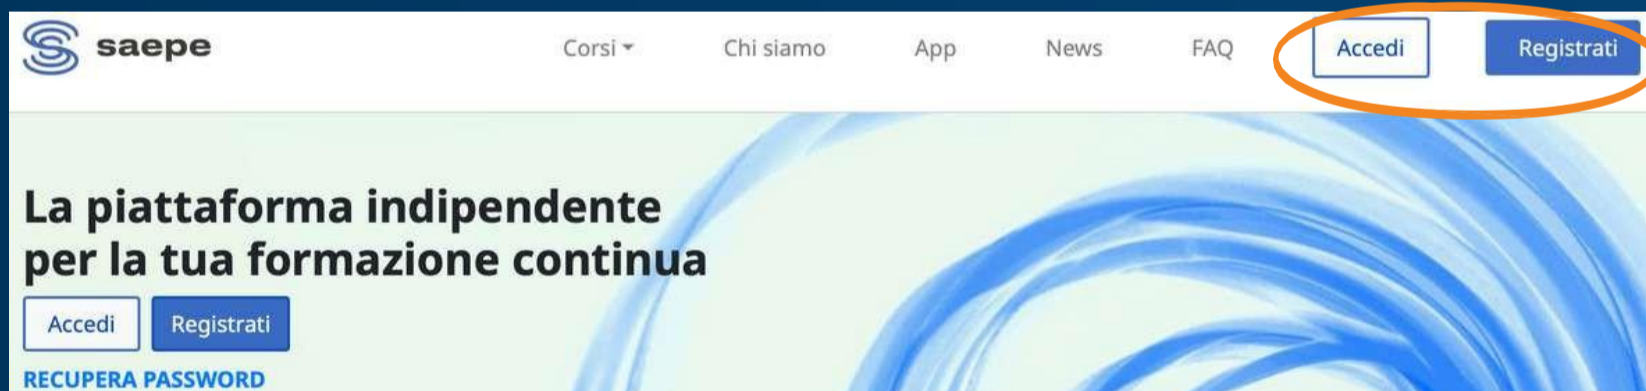 saepe
Corsi
Chi siamo
App
News
FAQ
Accedi
Registrati
La piattaforma indipendente
per la tua formazione continua
Accedi
Registrati
RECUPERA PASSWORD